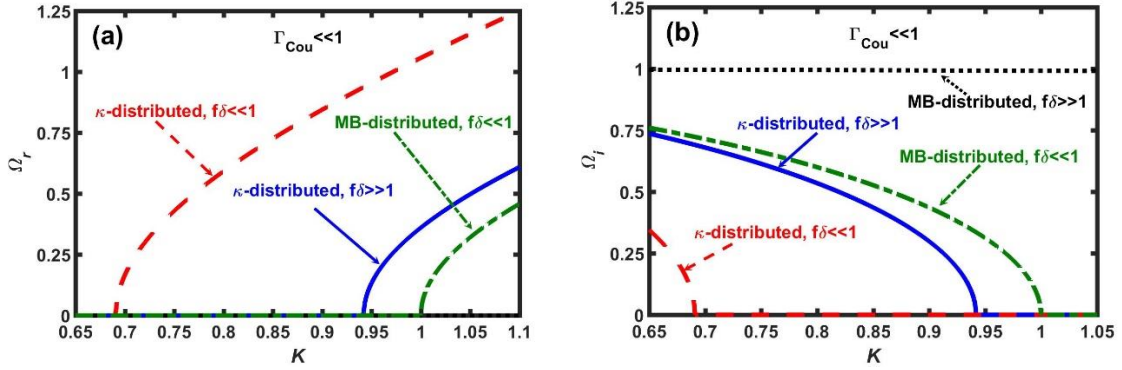 (a)
Γ_Cou<<1
κ-distributed, fδ<<1
MB-distributed, fδ<<1
κ-distributed, fδ>>1
Ω_r
1.25
1
0.75
0.5
0.25
0
0.65 0.7 0.75 0.8 0.85 0.9 0.95 1 1.05 1.1
K
(b)
Γ_Cou<<1
MB-distributed, fδ>>1
κ-distributed, fδ>>1
MB-distributed, fδ<<1
κ-distributed, fδ<<1
Ω_i
1.25
1
0.75
0.5
0.25
0
0.65 0.7 0.75 0.8 0.85 0.9 0.95 1 1.05
K